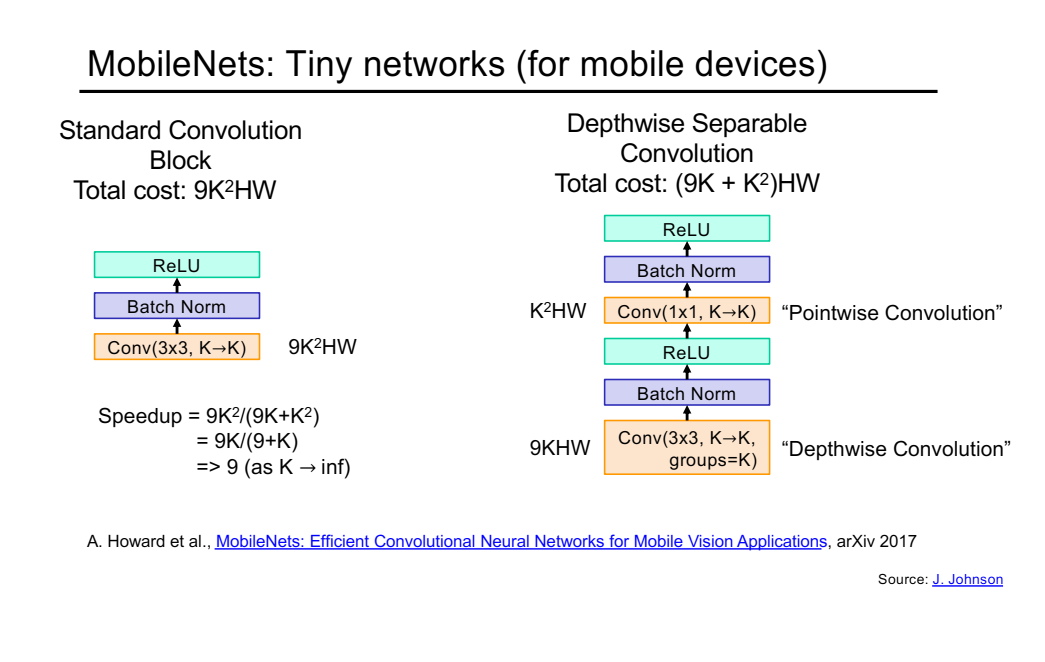 MobileNets: Tiny networks (for mobile devices)
Standard Convolution
Block
Total cost: 9K²HW
ReLU
Batch Norm
Conv(3x3, K→K)
9K²HW
Speedup = 9K²/(9K+K²)
= 9K/(9+K)
=> 9 (as K → inf)
Depthwise Separable
Convolution
Total cost: (9K + K²)HW
ReLU
Batch Norm
K²HW
Conv(1x1, K→K)
“Pointwise Convolution”
ReLU
Batch Norm
9KHW
Conv(3x3, K→K,
groups=K)
“Depthwise Convolution”
A. Howard et al., MobileNets: Efficient Convolutional Neural Networks for Mobile Vision Applications, arXiv 2017
Source: J. Johnson